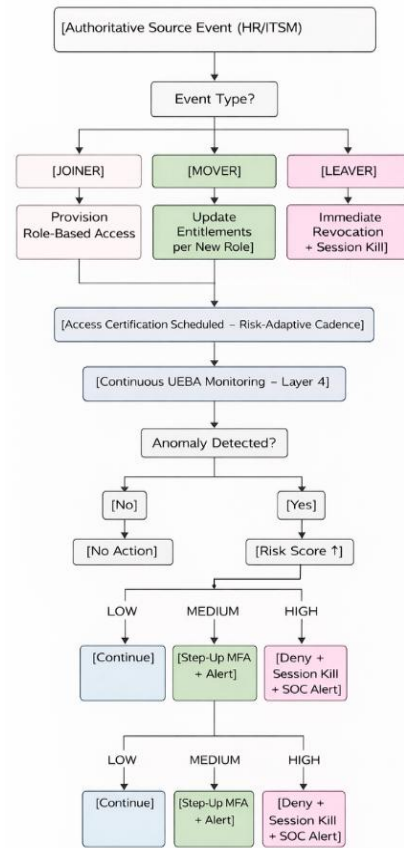 [Authoritative Source Event (HR/ITSM)
Event Type?
[JOINER]
[MOVER]
[LEAVER]
Provision
Role-Based Access
Update
Entitlements
per New Role]
Immediate
Revocation
+ Session Kill]
[Access Certification Scheduled – Risk-Adaptive Cadence]
[Continuous UEBA Monitoring – Layer 4]
Anomaly Detected?
[No]
[Yes]
[No Action]
[Risk Score ↑]
LOW
MEDIUM
HIGH
[Continue]
[Step-Up MFA
+ Alert]
[Deny +
Session Kill
+ SOC Alert]
LOW
MEDIUM
HIGH
[Continue]
[Step-Up MFA
+ Alert]
[Deny +
Session Kill
+ SOC Alert]